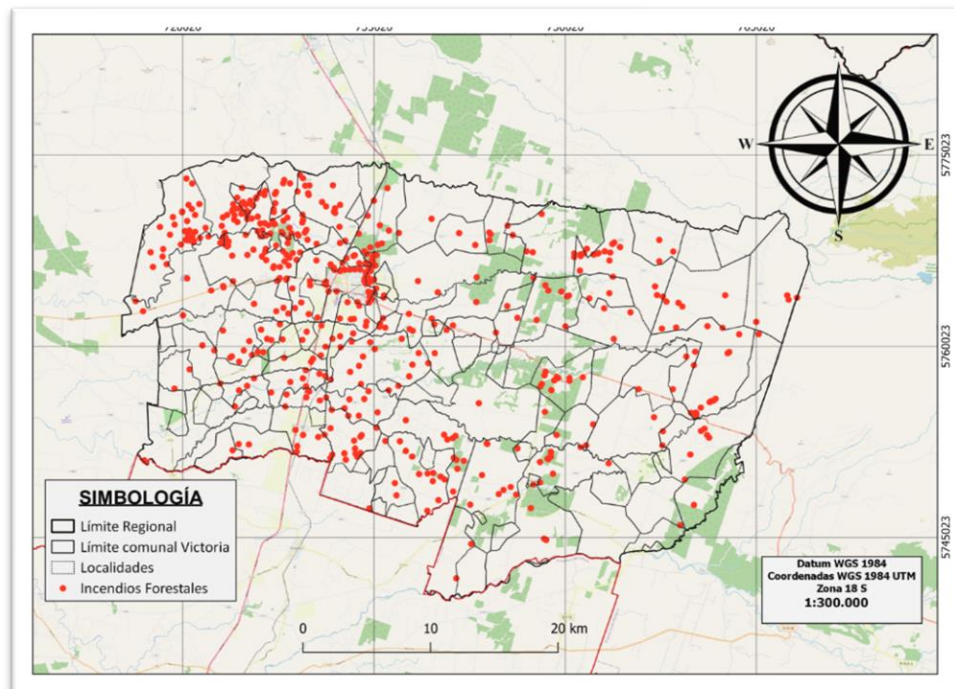 W
E
S
5775023
5760023
5745023
SIMBOLOGÍA
Límite Regional
Límite comunal Victoria
Localidades
Incendios Forestales
0 10 20 km
Datum WGS 1984
Coordenadas WGS 1984 UTM
Zona 18 S
1:300.000